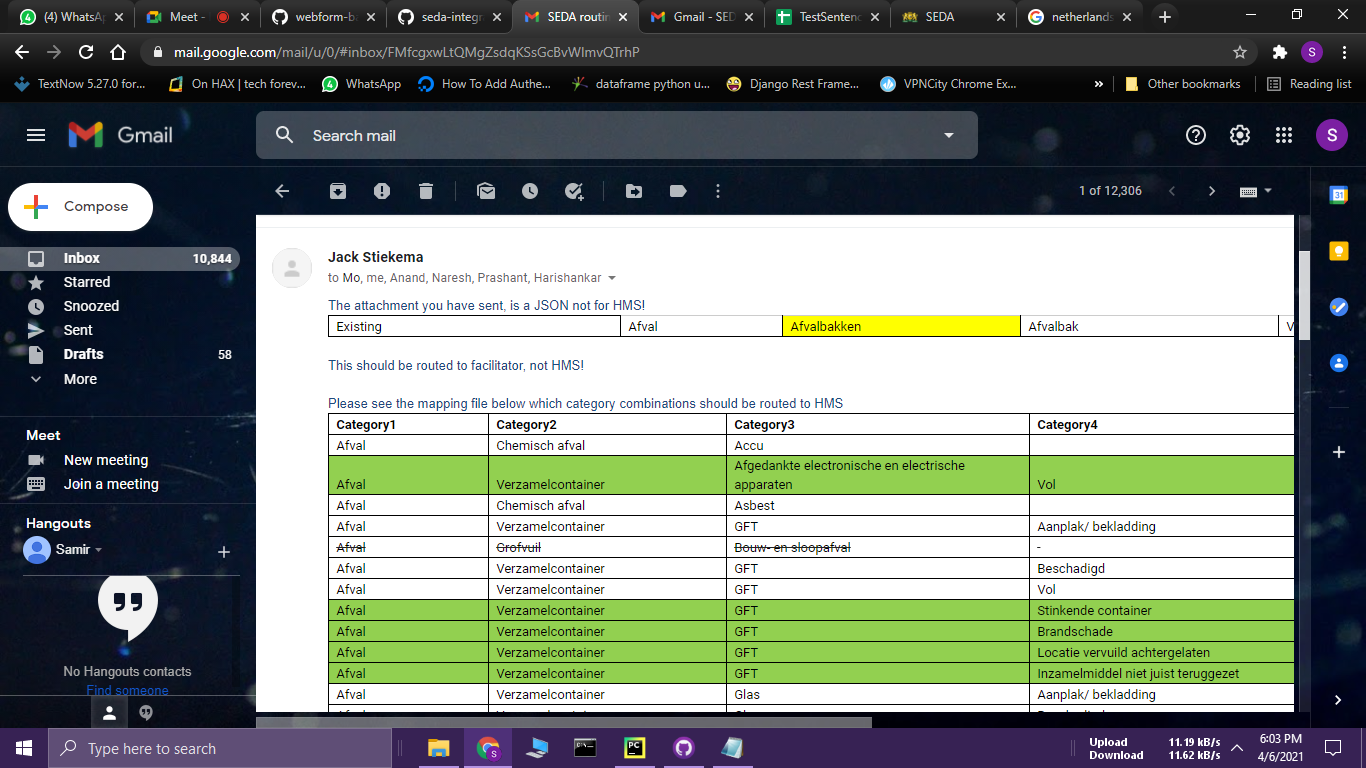 (4) WhatsA
Meet -
webform-ba
seda-integr
SEDA routin
Gmail - SED
TestSentenc
SEDA
netherlands
mail.google.com/mail/u/0/#inbox/FMfcgxwLtQMgZsdqKSsGcBvWlmvQTrhP
S
TextNow 5.27.0 for...
On HAX | tech forev...
4 WhatsApp
How To Add Authe...
dataframe python u...
Django Rest Frame...
VPNCity Chrome Ex...
»
Other bookmarks
Reading list
Gmail
Search mail
S
Compose
1 of 12,306
31
Inbox 10,844
Starred
Snoozed
Sent
Drafts 58
More
Meet
New meeting
Join a meeting
Hangouts
Samir
No Hangouts contacts
Find someone
Jack Stiekema
to Mo, me, Anand, Naresh, Prashant, Harishankar
The attachment you have sent, is a JSON not for HMS!
Existing Afval Afvalbakken Afvalbak V
This should be routed to facilitator, not HMS!
Please see the mapping file below which category combinations should be routed to HMS
Category1 Category2 Category3 Category4
Afval Chemisch afval Accu
Afgedankte electronische en electrische
Afval Verzamelcontainer apparaten Vol
Afval Chemisch afval Asbest
Afval Verzamelcontainer GFT Aanplak/ bekladding
Afval Grofvuil Bouw- en sloopafval -
Afval Verzamelcontainer GFT Beschadigd
Afval Verzamelcontainer GFT Vol
Afval Verzamelcontainer GFT Stinkende container
Afval Verzamelcontainer GFT Brandschade
Afval Verzamelcontainer GFT Locatie vervuild achtergelaten
Afval Verzamelcontainer GFT Inzamelmiddel niet juist teruggezet
Afval Verzamelcontainer Glas Aanplak/ bekladding
Type here to search
S
PC
Upload 11.19 kB/s
Download 11.62 kB/s
6:03 PM
4/6/2021